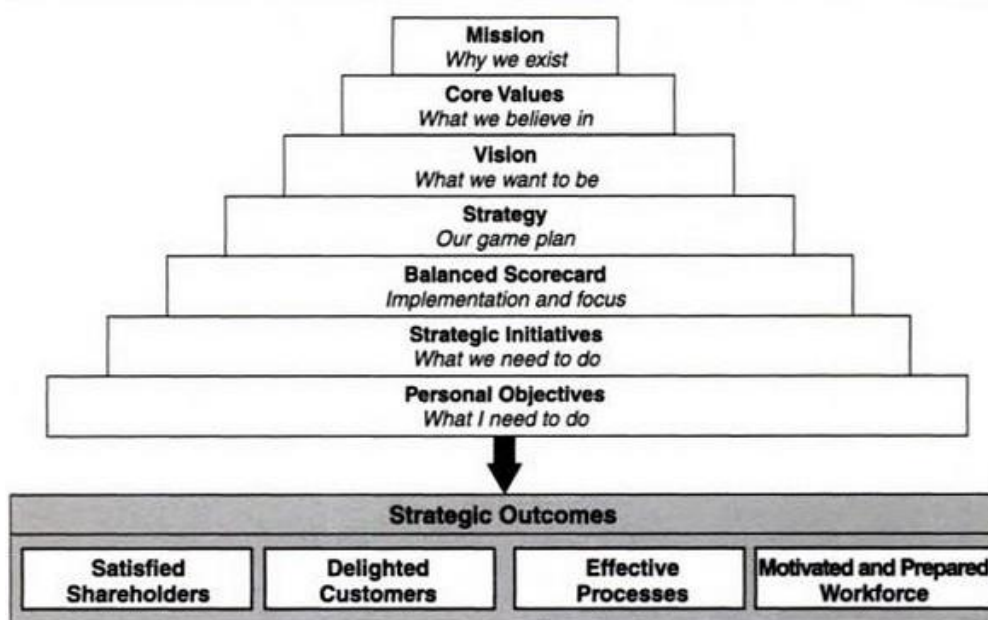 Mission
Why we exist
Core Values
What we believe in
Vision
What we want to be
Strategy
Our game plan
Balanced Scorecard
Implementation and focus
Strategic Initiatives
What we need to do
Personal Objectives
What I need to do
Strategic Outcomes
Satisfied
Shareholders
Delighted
Customers
Effective
Processes
Motivated and Prepared
Workforce